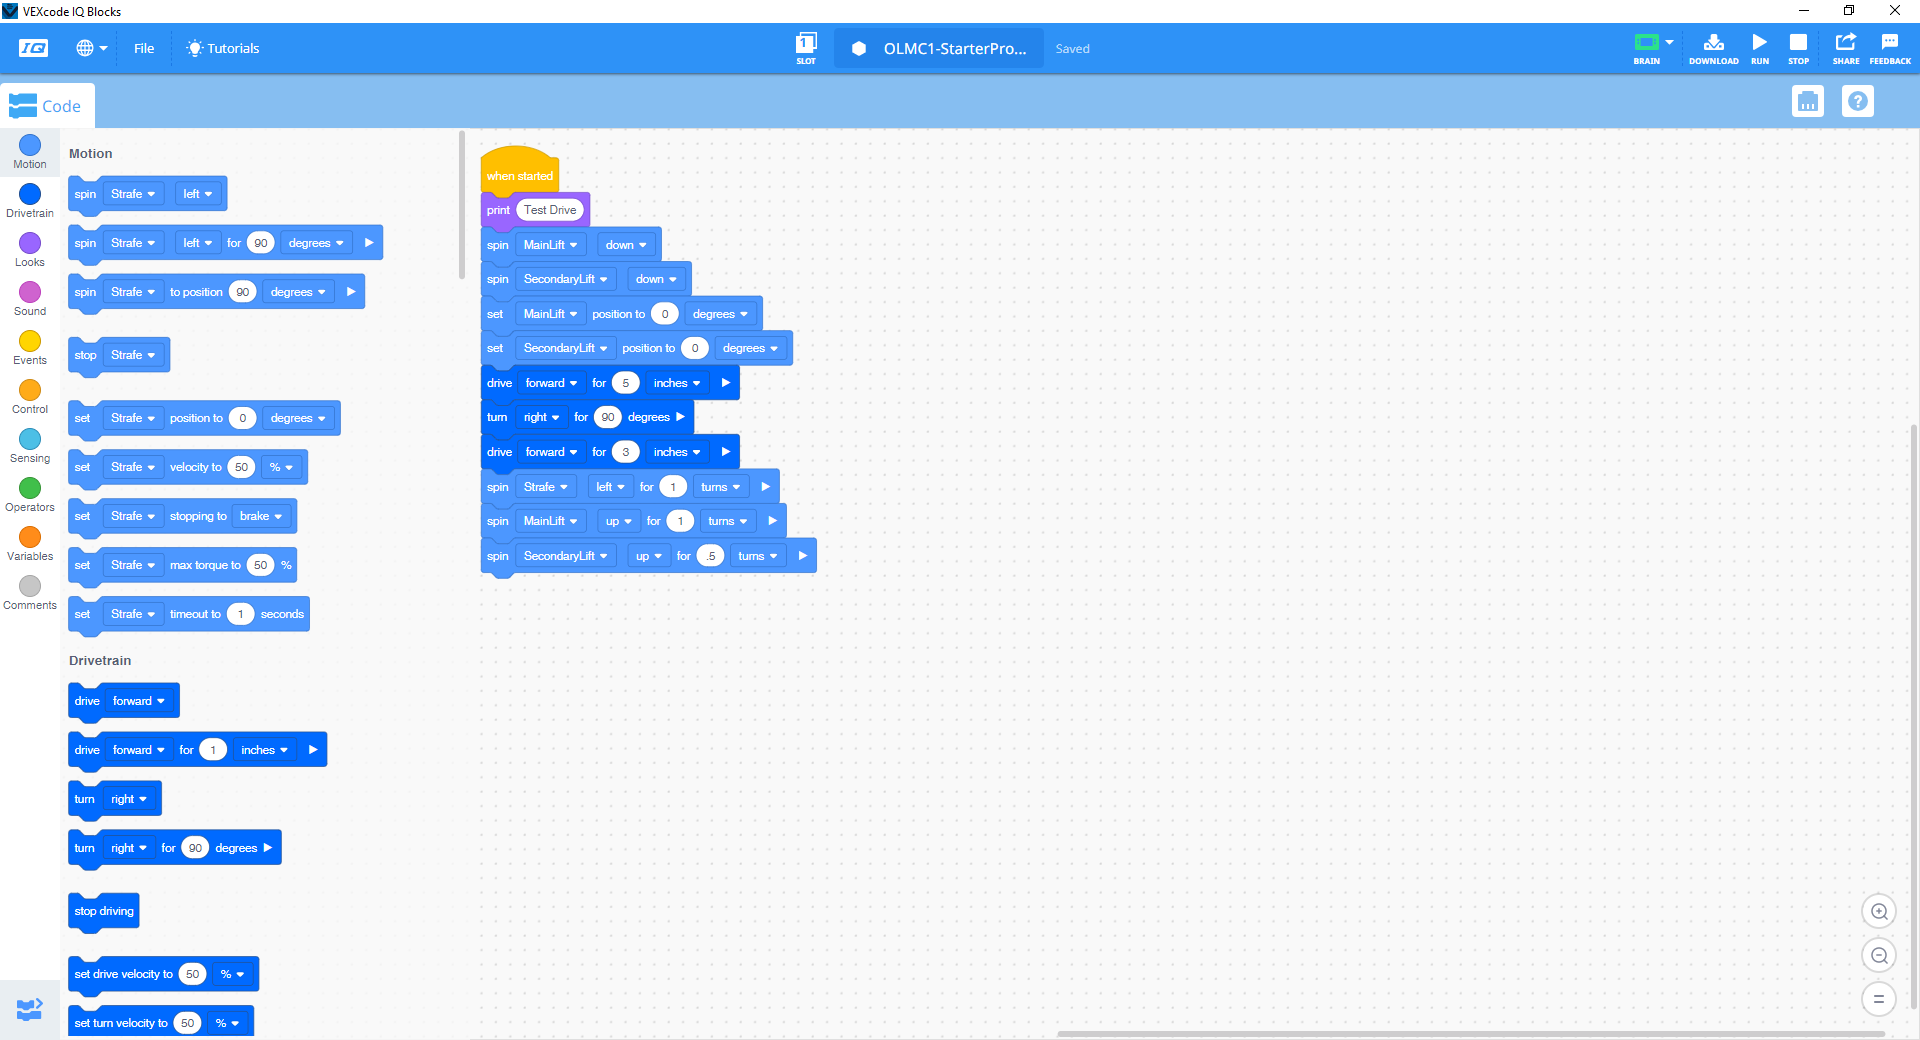 VEXcode IQ Blocks
IQ
File
Tutorials
1
SLOT
OLMC1-StarterPro...
Saved
BRAIN
DOWNLOAD
RUN
STOP
SHARE
FEEDBACK
Code
?
Motion
Drivetrain
Looks
Sound
Events
Control
Sensing
Operators
Variables
Comments
Motion
spin Strafe left
spin Strafe left for 90 degrees
spin Strafe to position 90 degrees
stop Strafe
set Strafe position to 0 degrees
set Strafe velocity to 50 %
set Strafe stopping to brake
set Strafe max torque to 50 %
set Strafe timeout to 1 seconds
Drivetrain
drive forward
drive forward for 1 inches
turn right
turn right for 90 degrees
stop driving
set drive velocity to 50 %
set turn velocity to 50 %
when started
print Test Drive
spin MainLift down
spin SecondaryLift down
set MainLift position to 0 degrees
set SecondaryLift position to 0 degrees
drive forward for 5 inches
turn right for 90 degrees
drive forward for 3 inches
spin Strafe left for 1 turns
spin MainLift up for 1 turns
spin SecondaryLift up for .5 turns